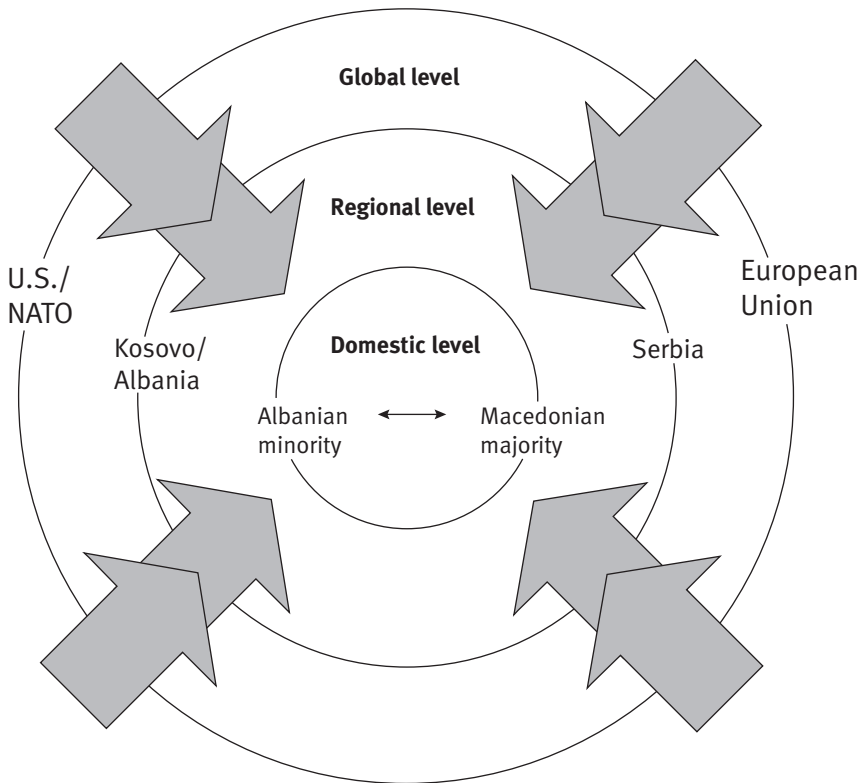 Global level
Regional level
U.S./
NATO
European
Union
Kosovo/
Albania
Domestic level
Serbia
Albanian
minority
Macedonian
majority